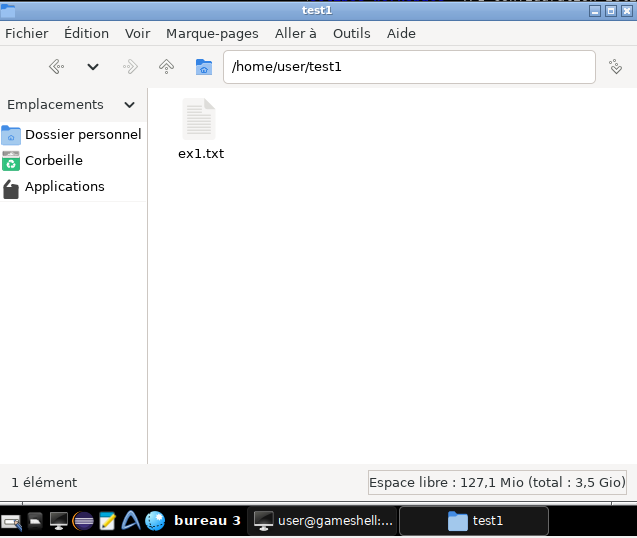 test1
Fichier Édition Voir Marque-pages Aller à Outils Aide
/home/user/test1
Emplacements
Dossier personnel
Corbeille
Applications
ex1.txt
1 élément
Espace libre : 127,1 Mio (total : 3,5 Gio)
bureau 3 user@gameshell:... test1